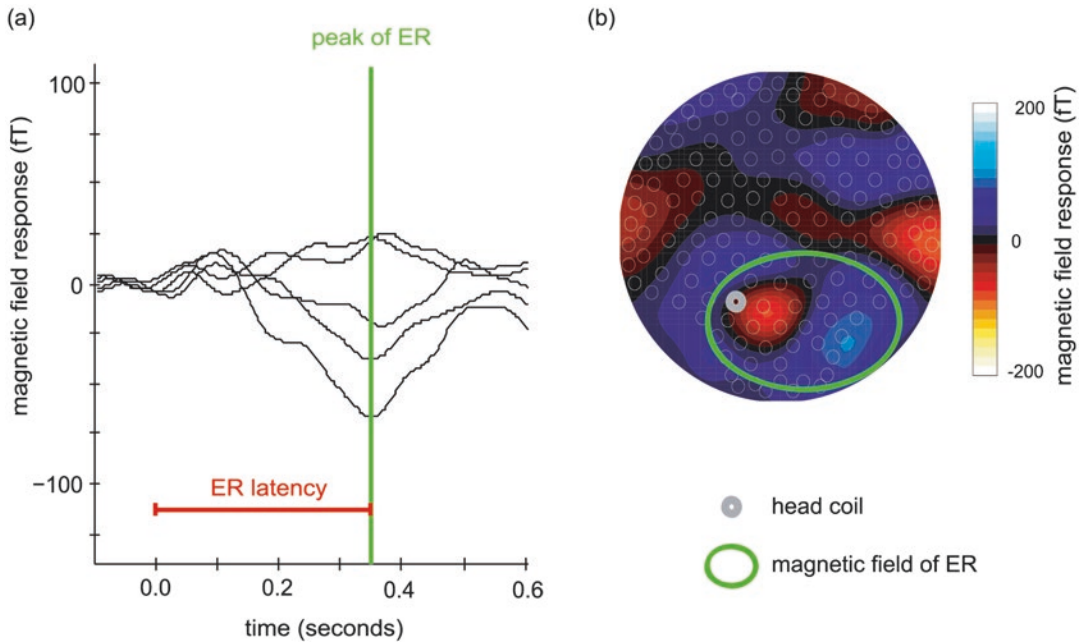 (a)
peak of ER
100
0
−100
magnetic field response (fT)
ER latency
0.0
0.2
0.4
0.6
time (seconds)
(b)
200
0
-200
magnetic field response (fT)
head coil
magnetic field of ER